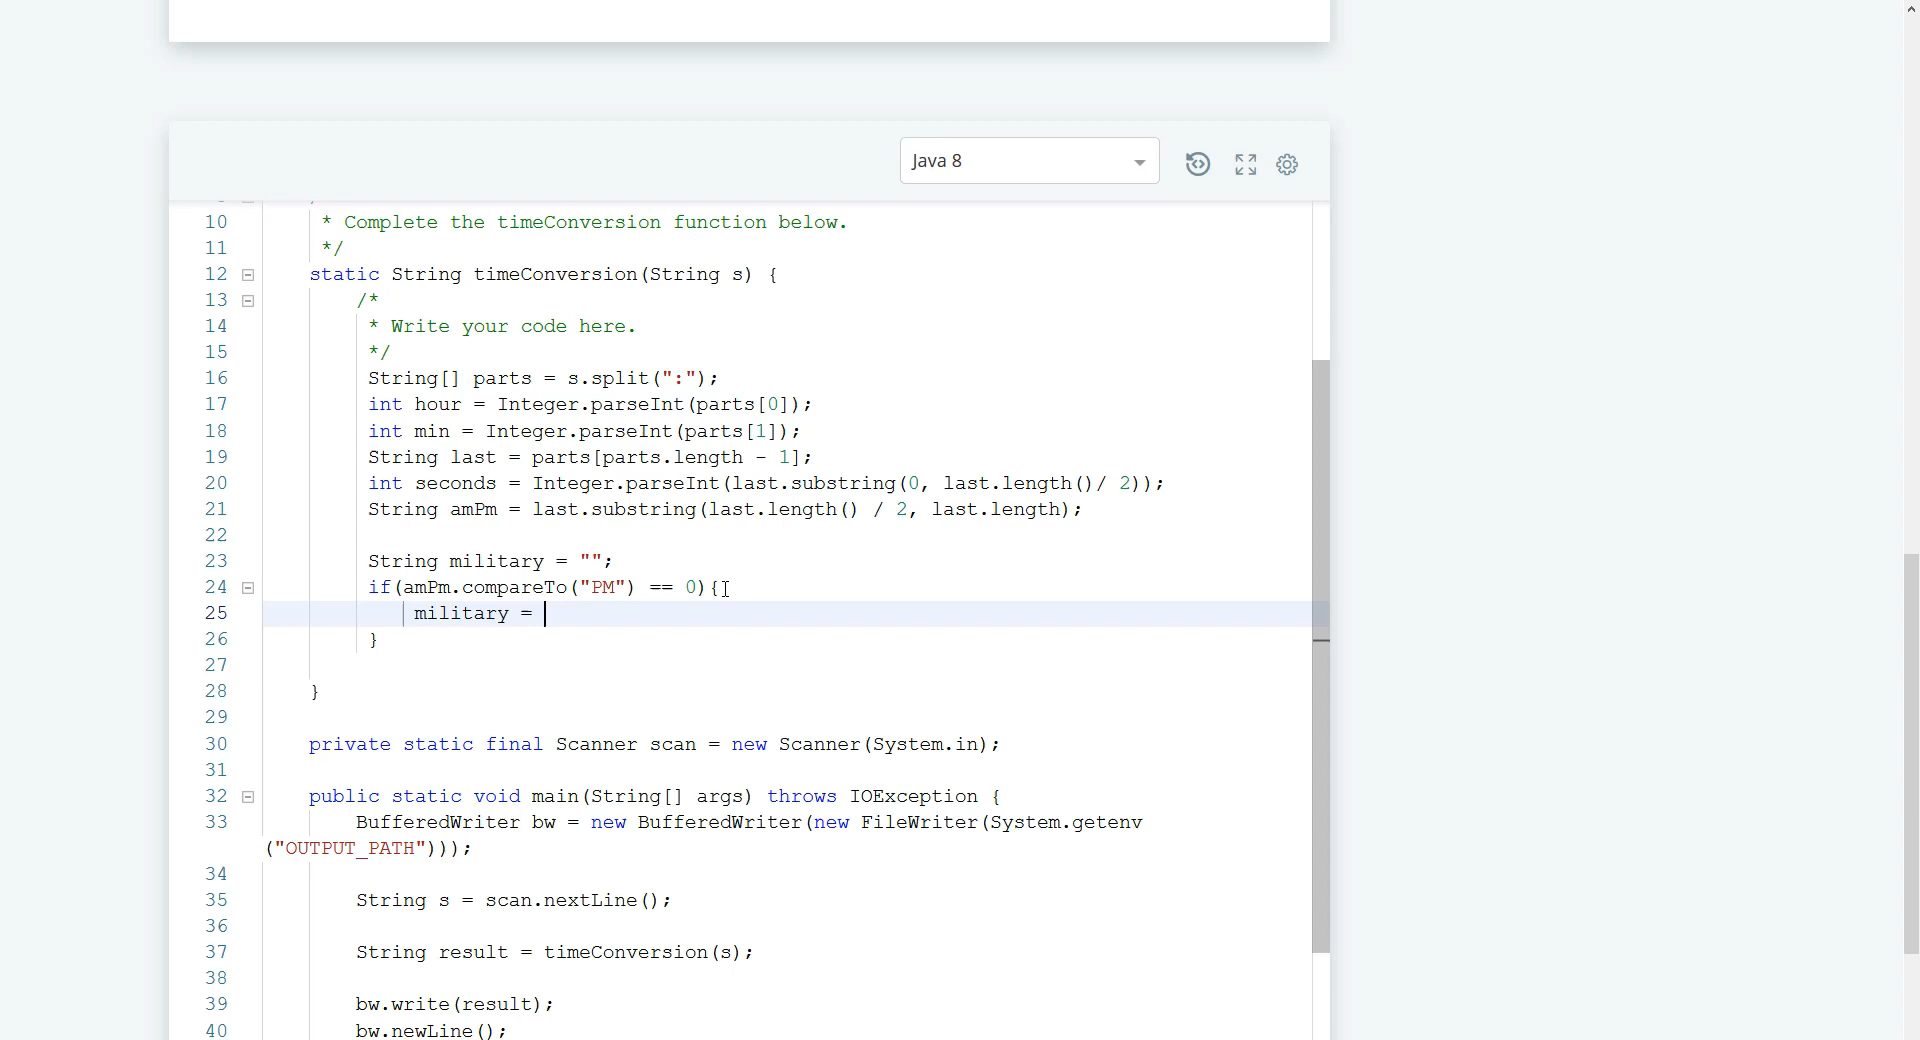 Java 8
10 * Complete the timeConversion function below.
11 */
12 static String timeConversion(String s) {
13 /*
14 * Write your code here.
15 */
16 String[] parts = s.split(":");
17 int hour = Integer.parseInt(parts[0]);
18 int min = Integer.parseInt(parts[1]);
19 String last = parts[parts.length - 1];
20 int seconds = Integer.parseInt(last.substring(0, last.length()/ 2));
21 String amPm = last.substring(last.length() / 2, last.length);
22
23 String military = "";
24 if(amPm.compareTo("PM") == 0){
25 military =
26 }
27
28 }
29
30 private static final Scanner scan = new Scanner(System.in);
31
32 public static void main(String[] args) throws IOException {
33 BufferedWriter bw = new BufferedWriter(new FileWriter(System.getenv
("OUTPUT_PATH")));
34
35 String s = scan.nextLine();
36
37 String result = timeConversion(s);
38
39 bw.write(result);
40 bw.newLine();